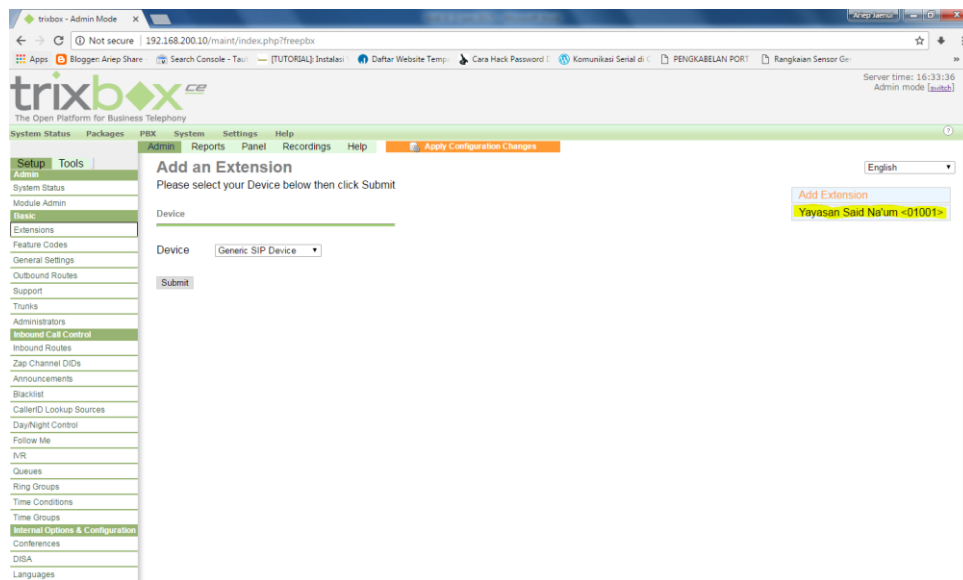 trixbox - Admin Mode
Not secure | 192.168.200.10/maint/index.php?freepbx
Apps Blogger: Ariep Share Search Console - Taut [TUTORIAL]: Instalasi Daftar Website Temp Cara Hack Password Komunikasi Serial di PENGKABELAN PORT Rangkaian Sensor Ge
trixbox ce
The Open Platform for Business Telephony
Server time: 16:33:36
Admin mode [switch]
System Status Packages PBX System Settings Help
Admin Reports Panel Recordings Help Apply Configuration Changes
Setup Tools
Admin
System Status
Module Admin
Basic
Extensions
Feature Codes
General Settings
Outbound Routes
Support
Trunks
Administrators
Inbound Call Control
Inbound Routes
Zap Channel DIDs
Announcements
Blacklist
CallerID Lookup Sources
Day/Night Control
Follow Me
IVR
Queues
Ring Groups
Time Conditions
Time Groups
Internal Options & Configuration
Conferences
DISA
Languages
Add an Extension
Please select your Device below then click Submit
Device
Device Generic SIP Device
Submit
English
Add Extension
Yayasan Said Na'um <01001>